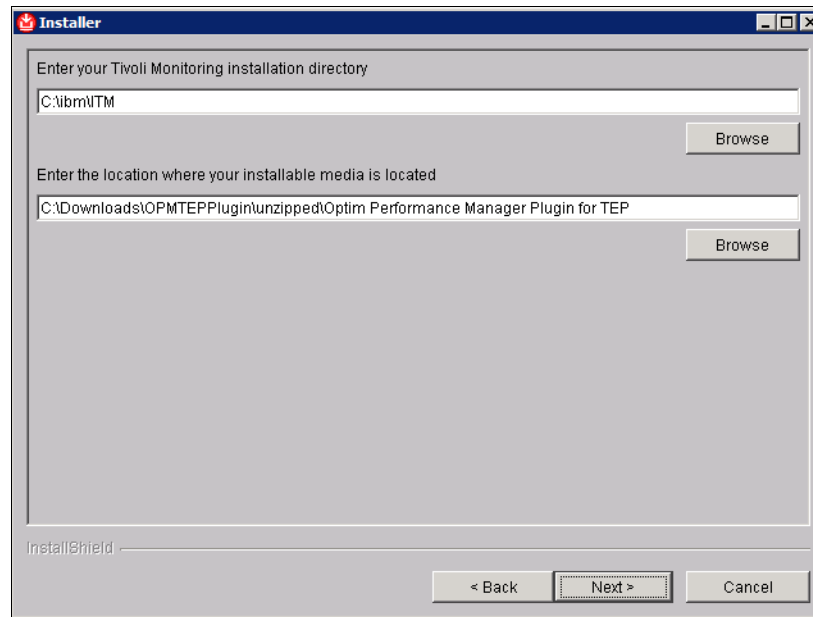 Installer
Enter your Tivoli Monitoring installation directory
C:\ibm\ITM
Browse
Enter the location where your installable media is located
C:\Downloads\OPMTEPPlugin\unzipped\Optim Performance Manager Plugin for TEP
Browse
InstallShield
< Back Next > Cancel